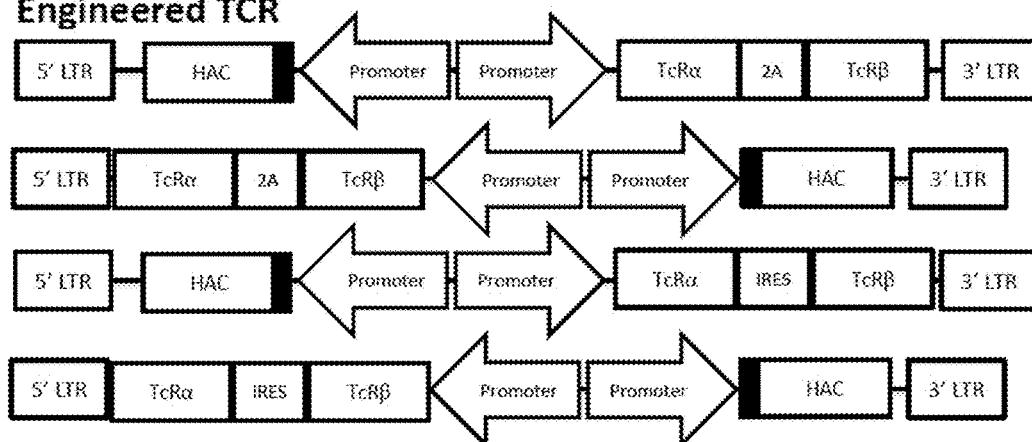 Engineered TCR
5' LTR HAC Promoter Promoter TcRα 2A TcRβ 3' LTR
5' LTR TcRα 2A TcRβ Promoter Promoter HAC 3' LTR
5' LTR HAC Promoter Promoter TcRα IRES TcRβ 3' LTR
5' LTR TcRα IRES TcRβ Promoter Promoter HAC 3' LTR